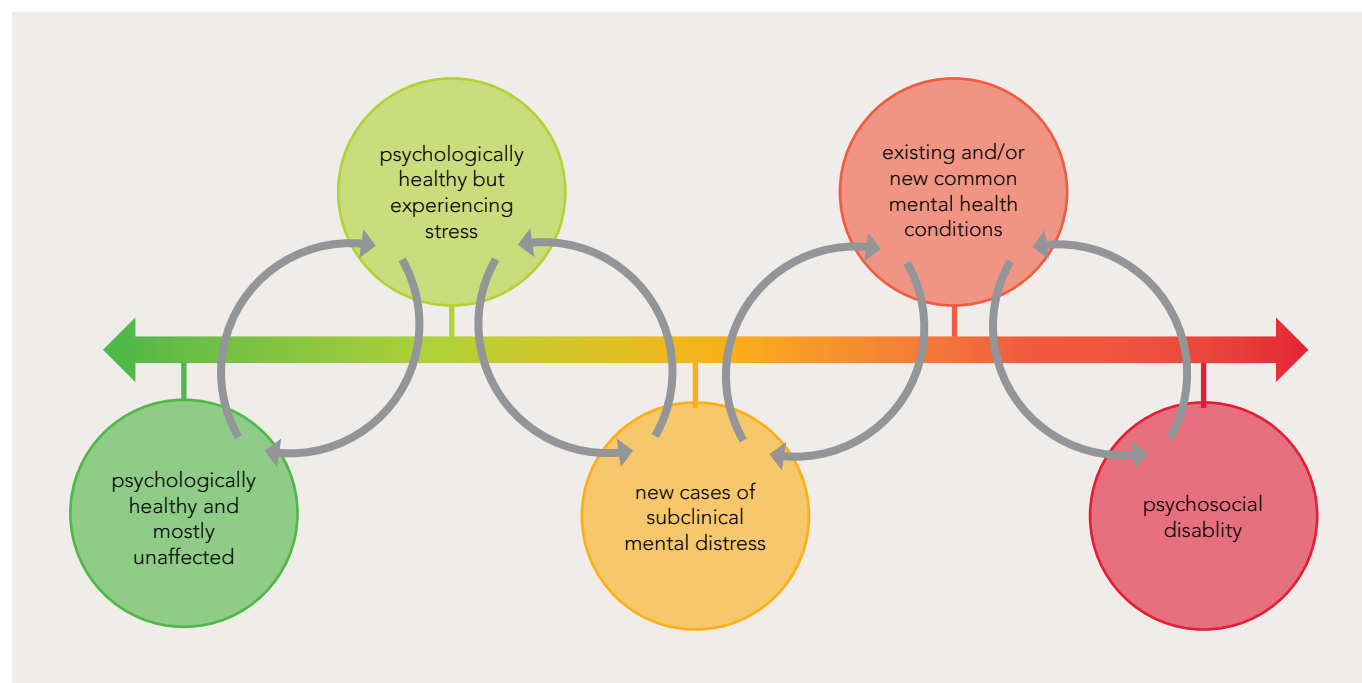 psychologically
healthy but
experiencing
stress
existing and/or
new common
mental health
conditions
psychologically
healthy and
mostly
unaffected
new cases of
subclinical
mental distress
psychosocial
disablity